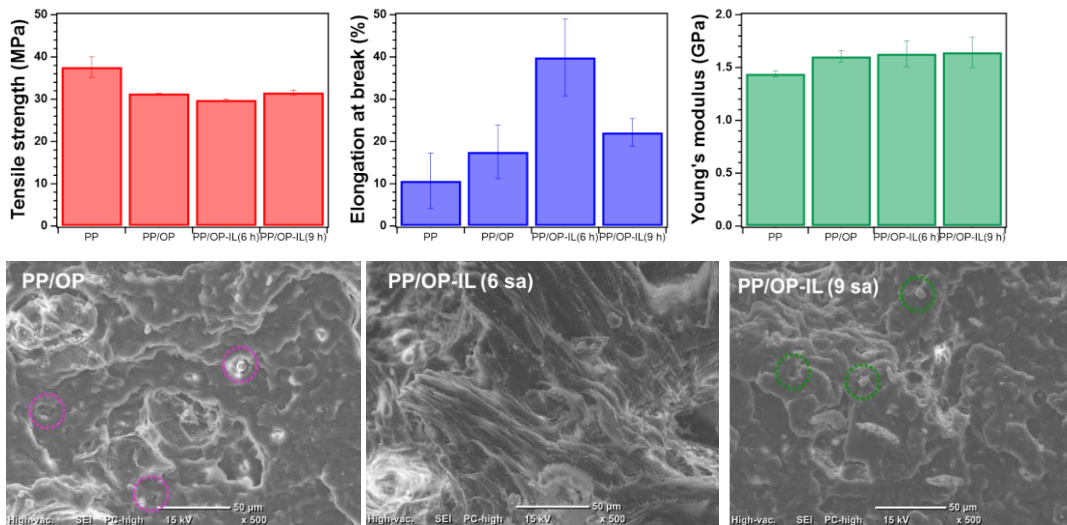 Tensile strength (MPa)
50
40
30
20
10
0
PP
PP/OP
PP/OP-IL(6 h)
PP/OP-IL(9 h)
Elongation at break (%)
50
40
30
20
10
0
PP
PP/OP
PP/OP-IL(6 h)
PP/OP-IL(9 h)
Young's modulus (GPa)
2.0
1.5
1.0
0.5
0.0
PP
PP/OP
PP/OP-IL(6 h)
PP/OP-IL(9 h)
PP/OP
50 µm
High-vac. SEI PC-high 15 kV x 500
PP/OP-IL (6 sa)
50 µm
High-vac. SEI PC-high 15 kV x 500
PP/OP-IL (9 sa)
50 µm
High-vac. SEI PC-high 15 kV x 500